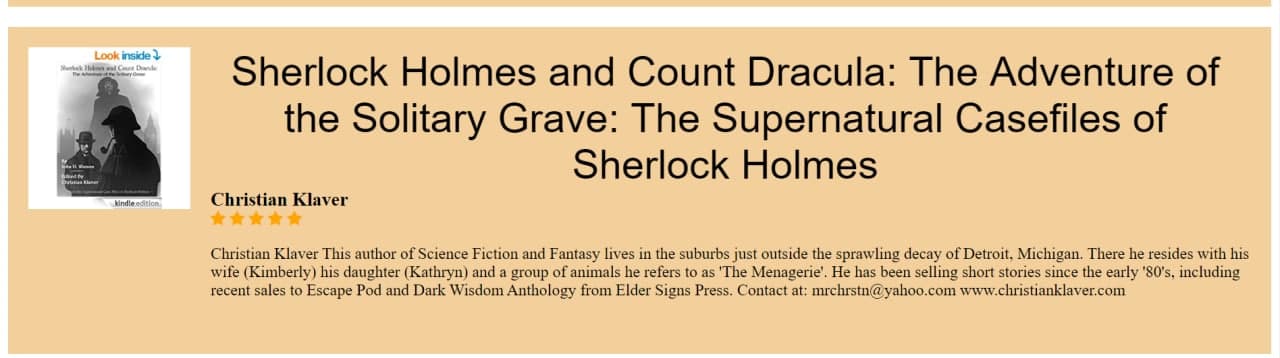 Look inside
Sherlock Holmes and Count Dracula:
The Adventure of the Solitary Grave
By
John H. Watson
Edited By
Christian Klaver
kindle edition
Sherlock Holmes and Count Dracula: The Adventure of
the Solitary Grave: The Supernatural Casefiles of
Sherlock Holmes
Christian Klaver
Christian Klaver This author of Science Fiction and Fantasy lives in the suburbs just outside the sprawling decay of Detroit, Michigan. There he resides with his
wife (Kimberly) his daughter (Kathryn) and a group of animals he refers to as 'The Menagerie'. He has been selling short stories since the early '80's, including
recent sales to Escape Pod and Dark Wisdom Anthology from Elder Signs Press. Contact at: mrchrstn@yahoo.com www.christianklaver.com